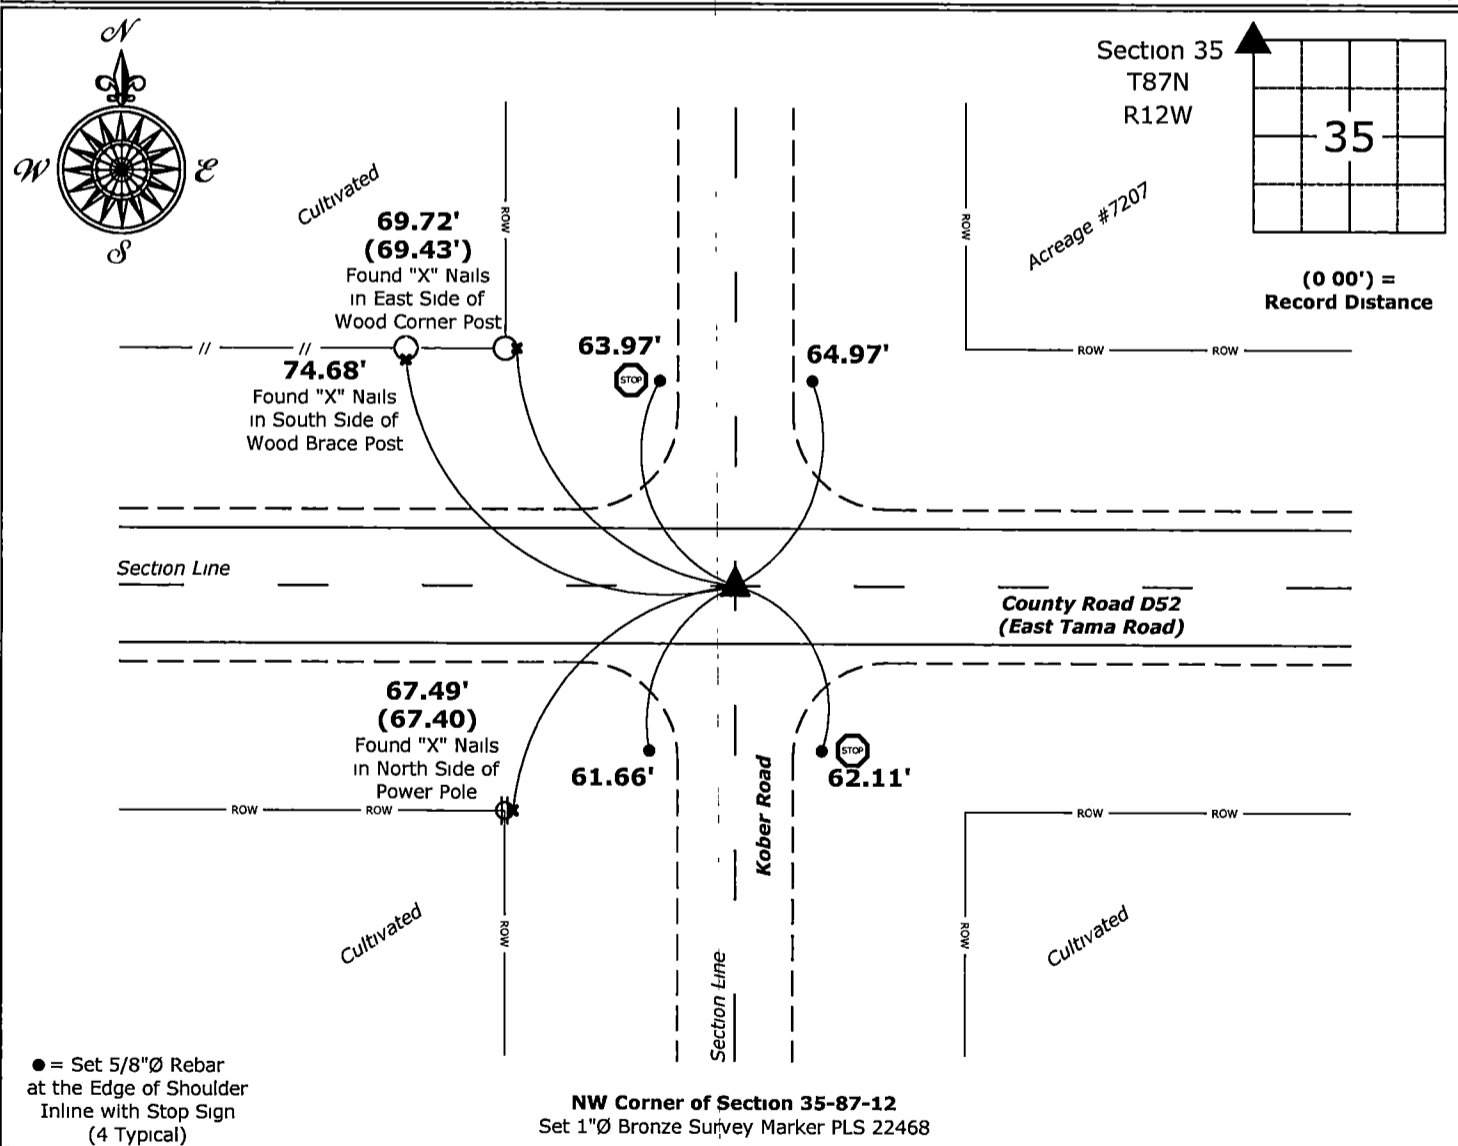 N
W
E
S
Section 35
T87N
R12W
35
(0 00') =
Record Distance
Cultivated
69.72'
(69.43')
Found "X" Nails
in East Side of
Wood Corner Post
ROW
ROW
Acreage #7207
74.68'
Found "X" Nails
in South Side of
Wood Brace Post
63.97'
STOP
64.97'
ROW
ROW
Section Line
County Road D52
(East Tama Road)
67.49'
(67.40)
Found "X" Nails
in North Side of
Power Pole
61.66'
STOP
62.11'
Kober Road
ROW
ROW
ROW
ROW
Cultivated
ROW
Section Line
ROW
Cultivated
● = Set 5/8"Ø Rebar
at the Edge of Shoulder
Inline with Stop Sign
(4 Typical)
NW Corner of Section 35-87-12
Set 1"Ø Bronze Survey Marker PLS 22468